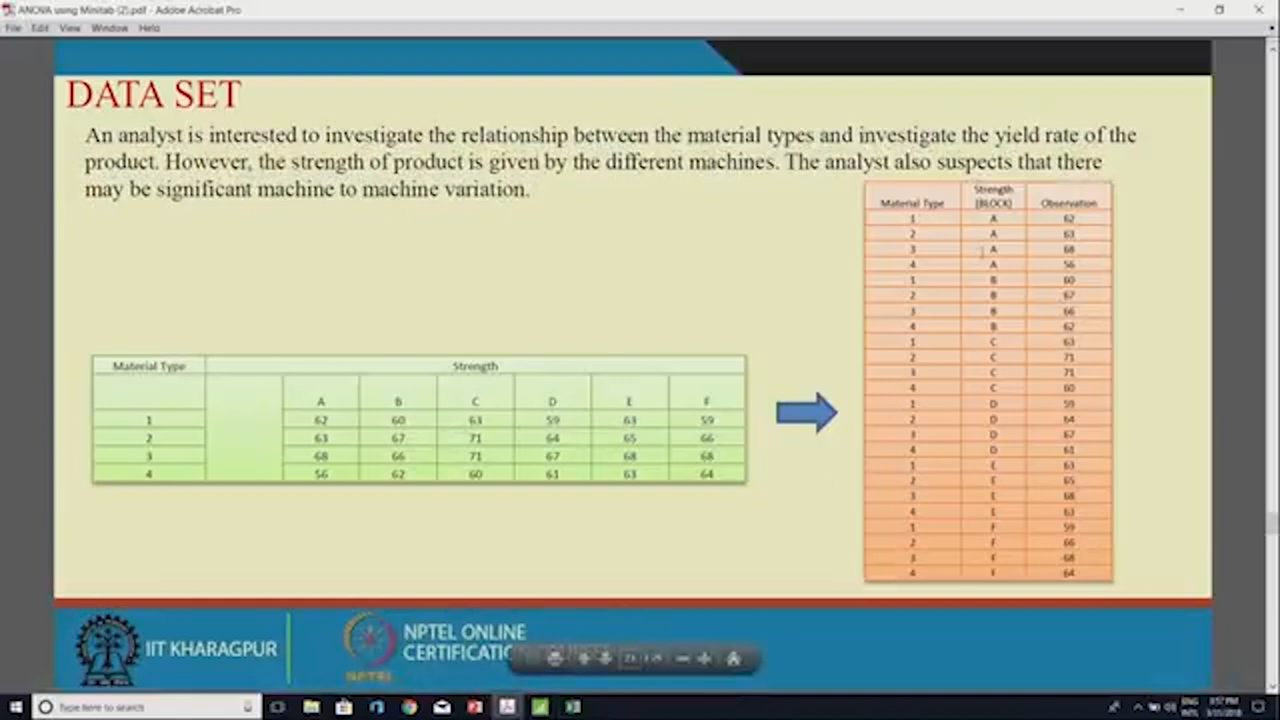 ANOVA using Minitab (2).pdf - Adobe Acrobat Pro
File Edit View Window Help
DATA SET
An analyst is interested to investigate the relationship between the material types and investigate the yield rate of the
product. However, the strength of product is given by the different machines. The analyst also suspects that there
may be significant machine to machine variation.
Material Type Strength
A B C D E F
1 62 60 63 59 63 59
2 63 67 71 64 65 66
3 68 66 71 67 68 68
4 56 62 60 61 63 64
Material Type Strength (BLOCK) Observation
1 A 62
2 A 63
3 A 68
4 A 56
1 B 60
2 B 67
3 B 66
4 B 62
1 C 63
2 C 71
3 C 71
4 C 60
1 D 59
2 D 64
3 D 67
4 D 61
1 E 63
2 E 65
3 E 68
4 E 63
1 F 59
2 F 66
3 F 68
4 F 64
IIT KHARAGPUR
NPTEL
NPTEL ONLINE
Type here to search
ENG
INTL